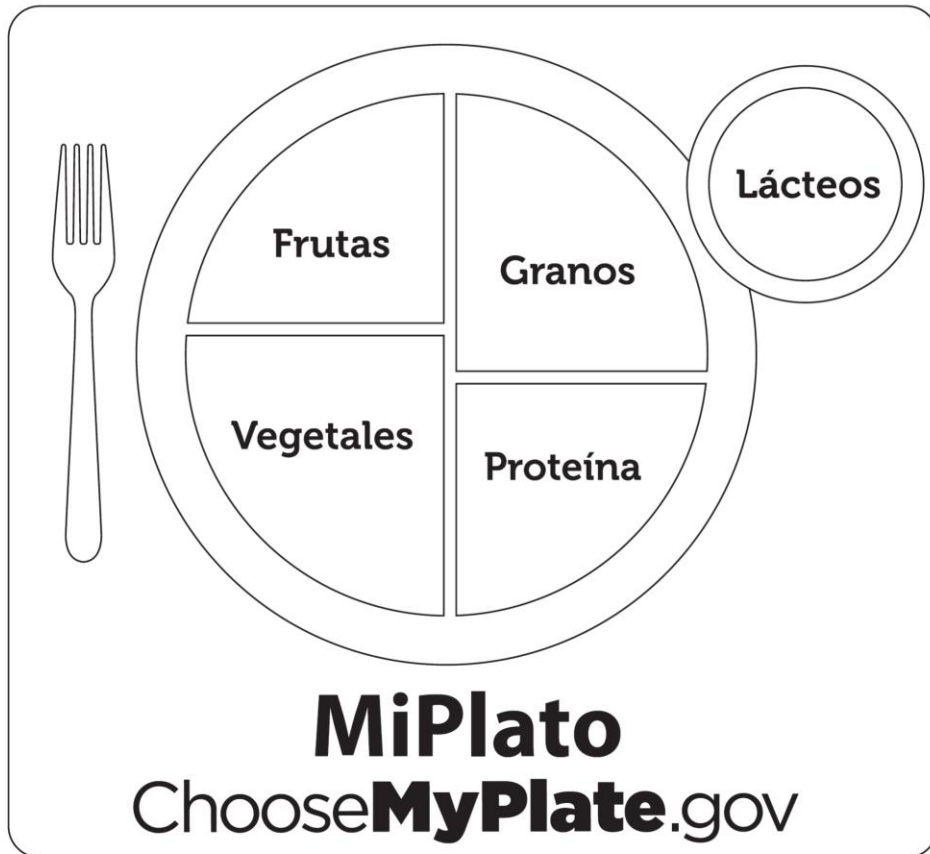 Frutas
Granos
Lácteos
Vegetales
Proteína
MiPlato
ChooseMyPlate.gov